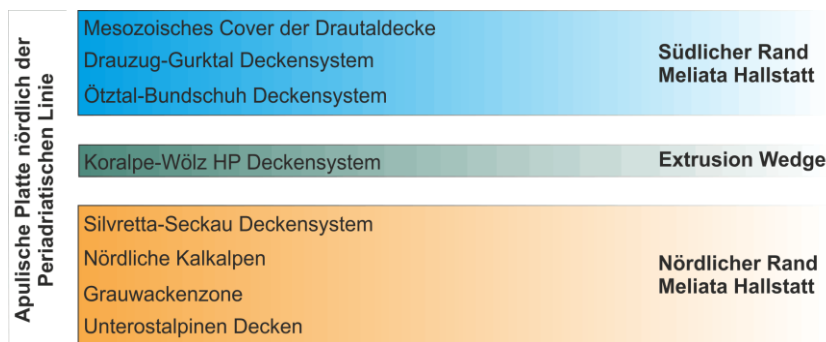 Apulische Platte nördlich der
Periadriatischen Linie
Mesozoisches Cover der Drautaldecke
Drauzug-Gurktal Deckensystem
Ötztal-Bundschuh Deckensystem
Südlicher Rand
Meliata Hallstatt
Koralpe-Wölz HP Deckensystem
Extrusion Wedge
Silvretta-Seckau Deckensystem
Nördliche Kalkalpen
Grauwackenzone
Unterostalpinen Decken
Nördlicher Rand
Meliata Hallstatt